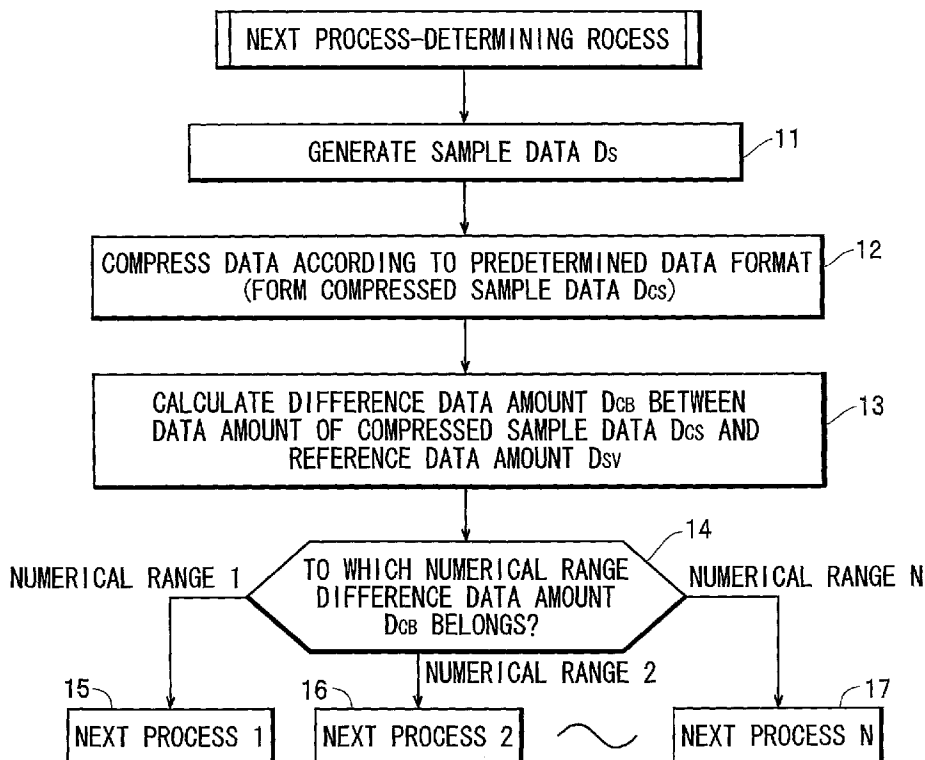 NEXT PROCESS-DETERMINING ROCESS
GENERATE SAMPLE DATA DS
11
COMPRESS DATA ACCORDING TO PREDETERMINED DATA FORMAT
(FORM COMPRESSED SAMPLE DATA DCS)
12
CALCULATE DIFFERENCE DATA AMOUNT DCB BETWEEN
DATA AMOUNT OF COMPRESSED SAMPLE DATA DCS AND
REFERENCE DATA AMOUNT DSV
13
14
TO WHICH NUMERICAL RANGE
DIFFERENCE DATA AMOUNT
DCB BELONGS?
NUMERICAL RANGE 1
NUMERICAL RANGE N
NUMERICAL RANGE 2
15
16
17
NEXT PROCESS 1
NEXT PROCESS 2
NEXT PROCESS N